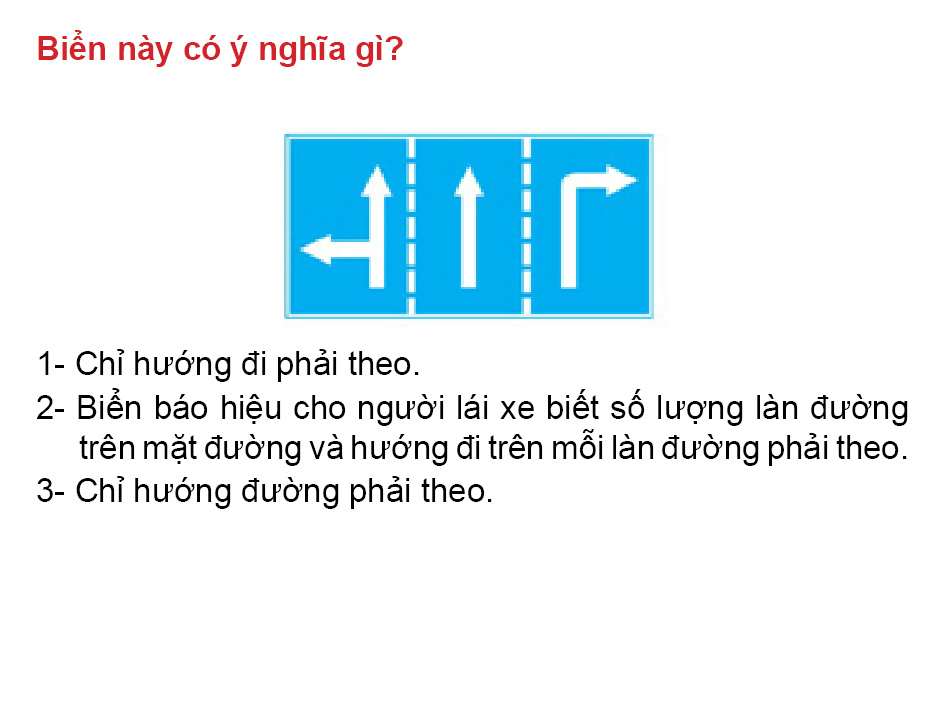 Biển này có ý nghĩa gì?
1- Chỉ hướng đi phải theo.
2- Biển báo hiệu cho người lái xe biết số lượng làn đường
trên mặt đường và hướng đi trên mỗi làn đường phải theo.
3- Chỉ hướng đường phải theo.